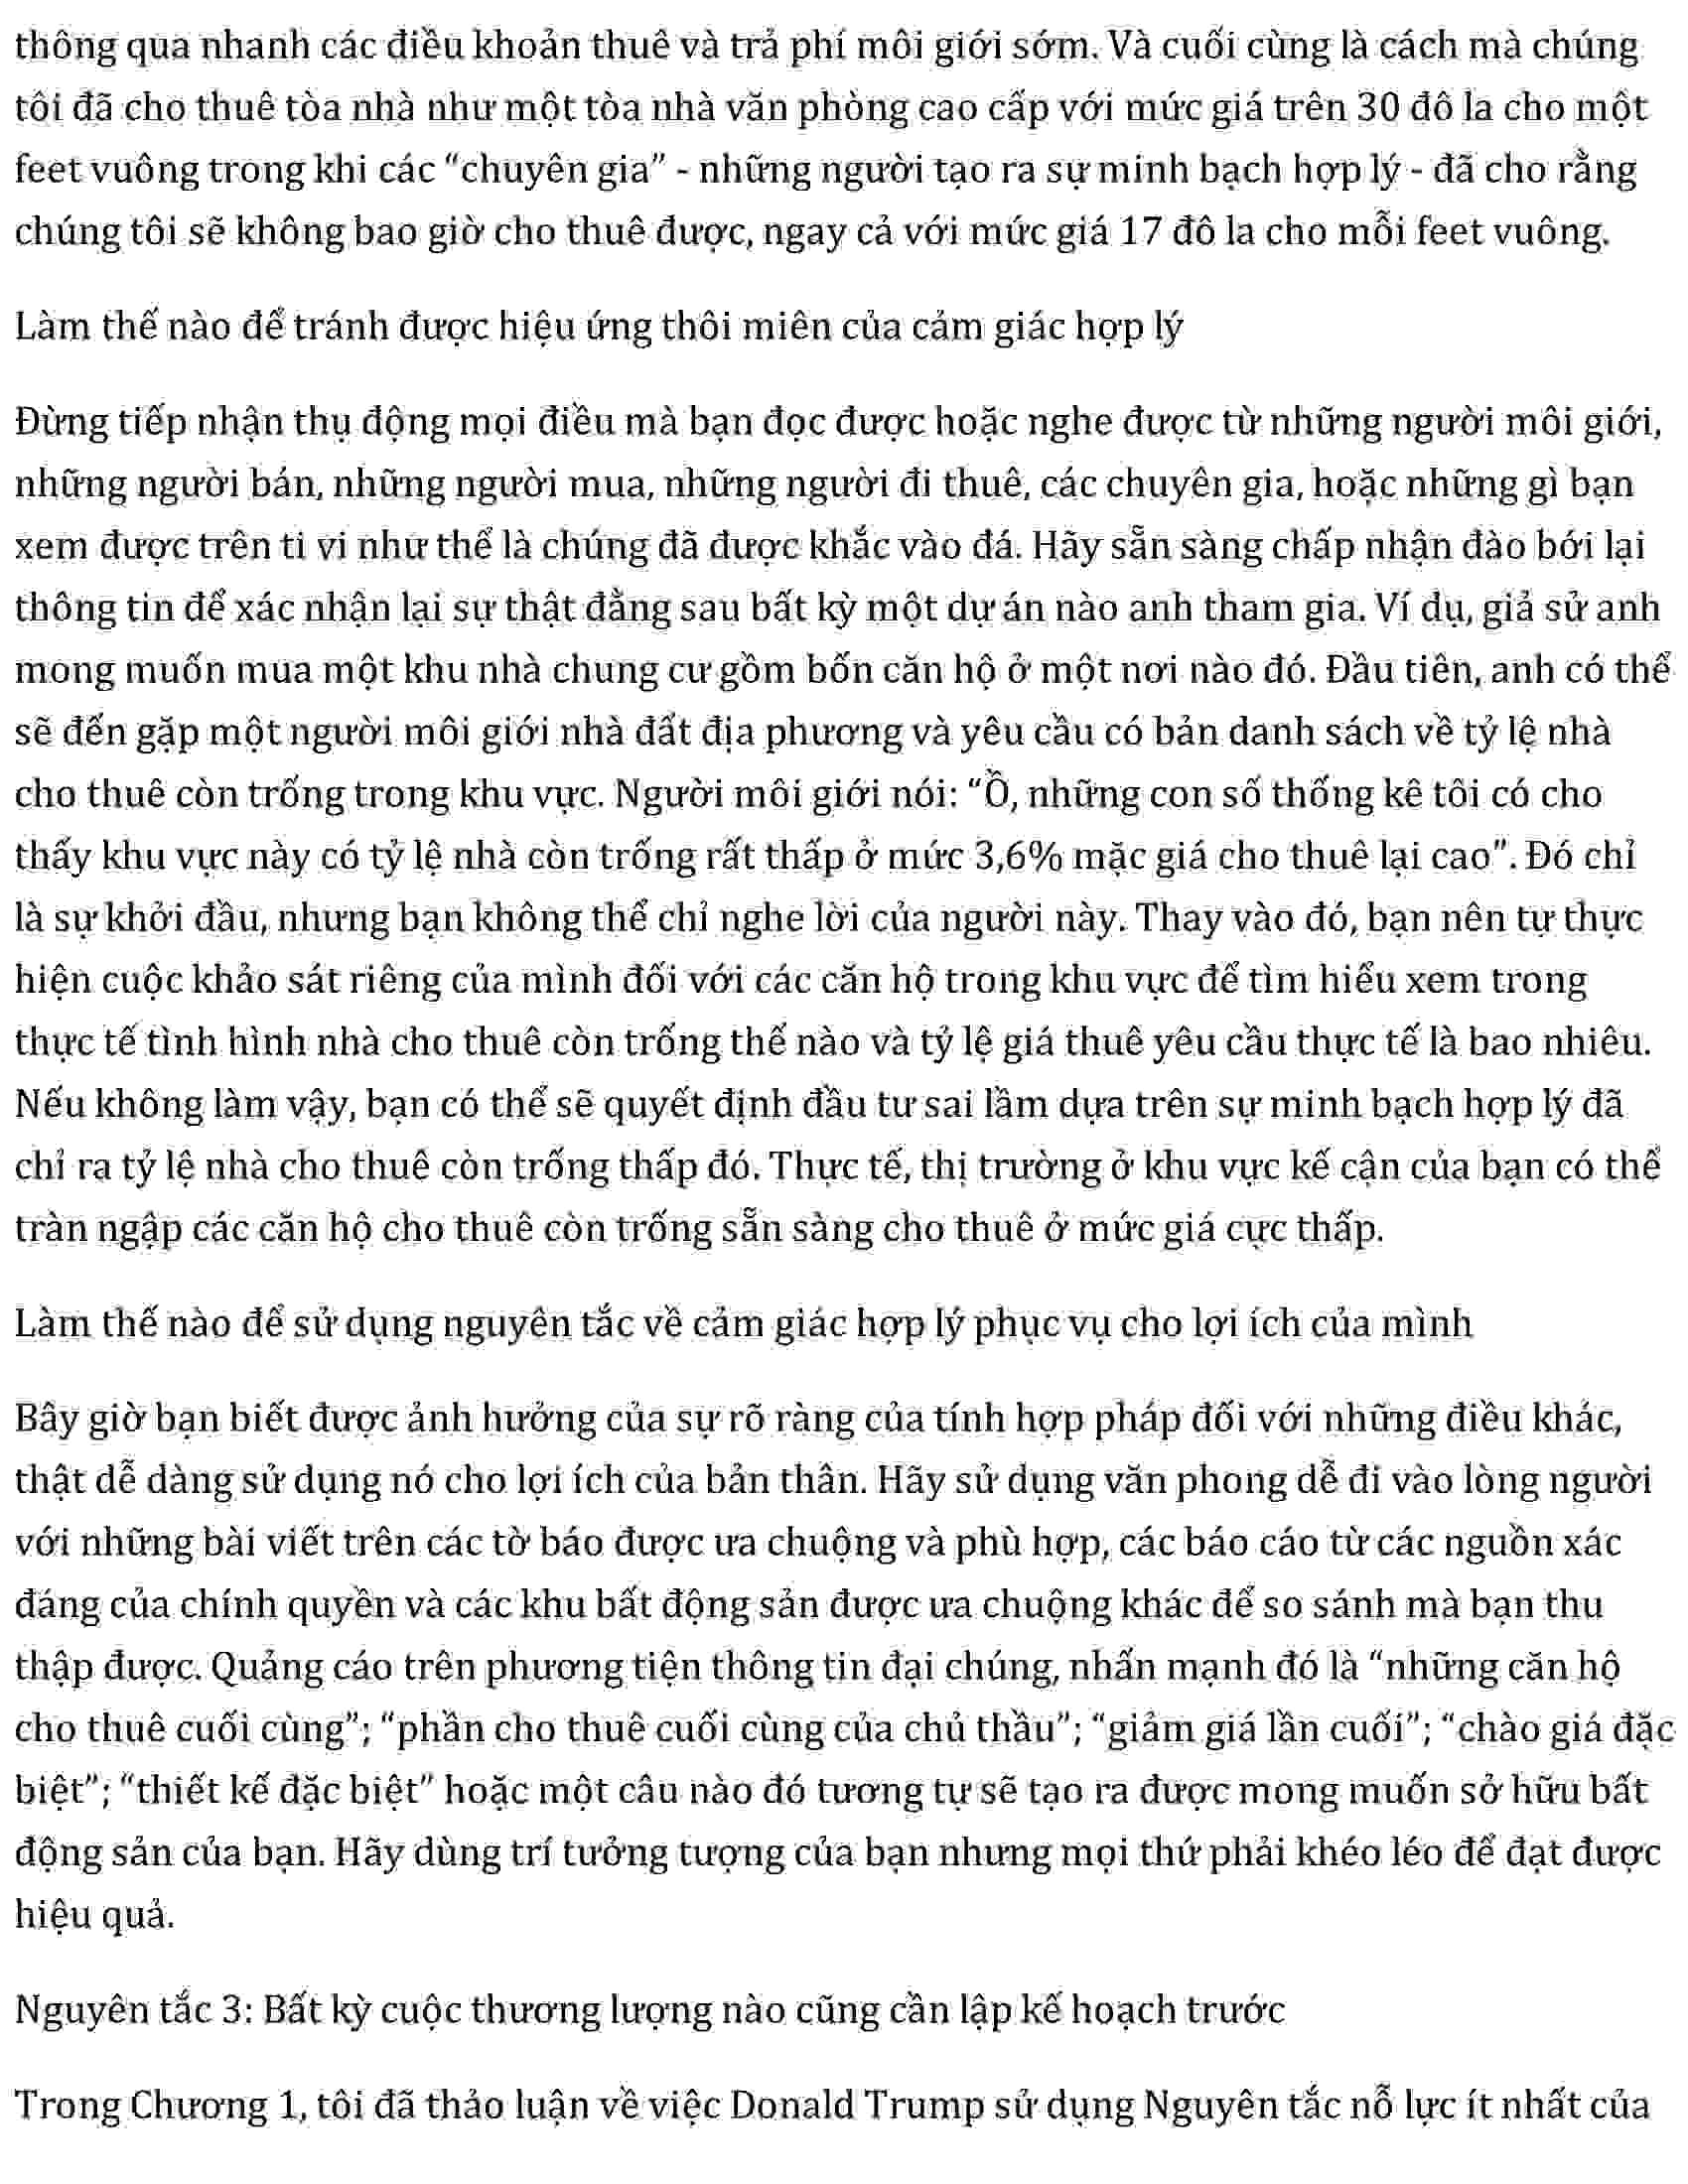 thông qua nhanh các điều khoản thuê và trả phí môi giới sớm. Và cuối cùng là cách mà chúng
tôi đã cho thuê tòa nhà như một tòa nhà văn phòng cao cấp với mức giá trên 30 đô la cho một
feet vuông trong khi các “chuyên gia” - những người tạo ra sự minh bạch hợp lý - đã cho rằng
chúng tôi sẽ không bao giờ cho thuê được, ngay cả với mức giá 17 đô la cho mỗi feet vuông.
Làm thế nào để tránh được hiệu ứng thôi miên của cảm giác hợp lý
Đừng tiếp nhận thụ động mọi điều mà bạn đọc được hoặc nghe được từ những người môi giới,
những người bán, những người mua, những người đi thuê, các chuyên gia, hoặc những gì bạn
xem được trên ti vi như thể là chúng đã được khắc vào đá. Hãy sẵn sàng chấp nhận đào bới lại
thông tin để xác nhận lại sự thật đằng sau bất kỳ một dự án nào anh tham gia. Ví dụ, giả sử anh
mong muốn mua một khu nhà chung cư gồm bốn căn hộ ở một nơi nào đó. Đầu tiên, anh có thể
sẽ đến gặp một người môi giới nhà đất địa phương và yêu cầu có bản danh sách về tỷ lệ nhà
cho thuê còn trống trong khu vực. Người môi giới nói: “Ồ, những con số thống kê tôi có cho
thấy khu vực này có tỷ lệ nhà còn trống rất thấp ở mức 3,6% mặc giá cho thuê lại cao”. Đó chỉ
là sự khởi đầu, nhưng bạn không thể chỉ nghe lời của người này. Thay vào đó, bạn nên tự thực
hiện cuộc khảo sát riêng của mình đối với các căn hộ trong khu vực để tìm hiểu xem trong
thực tế tình hình nhà cho thuê còn trống thế nào và tỷ lệ giá thuê yêu cầu thực tế là bao nhiêu.
Nếu không làm vậy, bạn có thể sẽ quyết định đầu tư sai lầm dựa trên sự minh bạch hợp lý đã
chỉ ra tỷ lệ nhà cho thuê còn trống thấp đó. Thực tế, thị trường ở khu vực kế cận của bạn có thể
tràn ngập các căn hộ cho thuê còn trống sẵn sàng cho thuê ở mức giá cực thấp.
Làm thế nào để sử dụng nguyên tắc về cảm giác hợp lý phục vụ cho lợi ích của mình
Bây giờ bạn biết được ảnh hưởng của sự rõ ràng của tính hợp pháp đối với những điều khác,
thật dễ dàng sử dụng nó cho lợi ích của bản thân. Hãy sử dụng văn phong dễ đi vào lòng người
với những bài viết trên các tờ báo được ưa chuộng và phù hợp, các báo cáo từ các nguồn xác
đáng của chính quyền và các khu bất động sản được ưa chuộng khác để so sánh mà bạn thu
thập được. Quảng cáo trên phương tiện thông tin đại chúng, nhấn mạnh đó là “những căn hộ
cho thuê cuối cùng”; “phần cho thuê cuối cùng của chủ thầu”; “giảm giá lần cuối”; “chào giá đặc
biệt”; “thiết kế đặc biệt” hoặc một câu nào đó tương tự sẽ tạo ra được mong muốn sở hữu bất
động sản của bạn. Hãy dùng trí tưởng tượng của bạn nhưng mọi thứ phải khéo léo để đạt được
hiệu quả.
Nguyên tắc 3: Bất kỳ cuộc thương lượng nào cũng cần lập kế hoạch trước
Trong Chương 1, tôi đã thảo luận về việc Donald Trump sử dụng Nguyên tắc nỗ lực ít nhất của